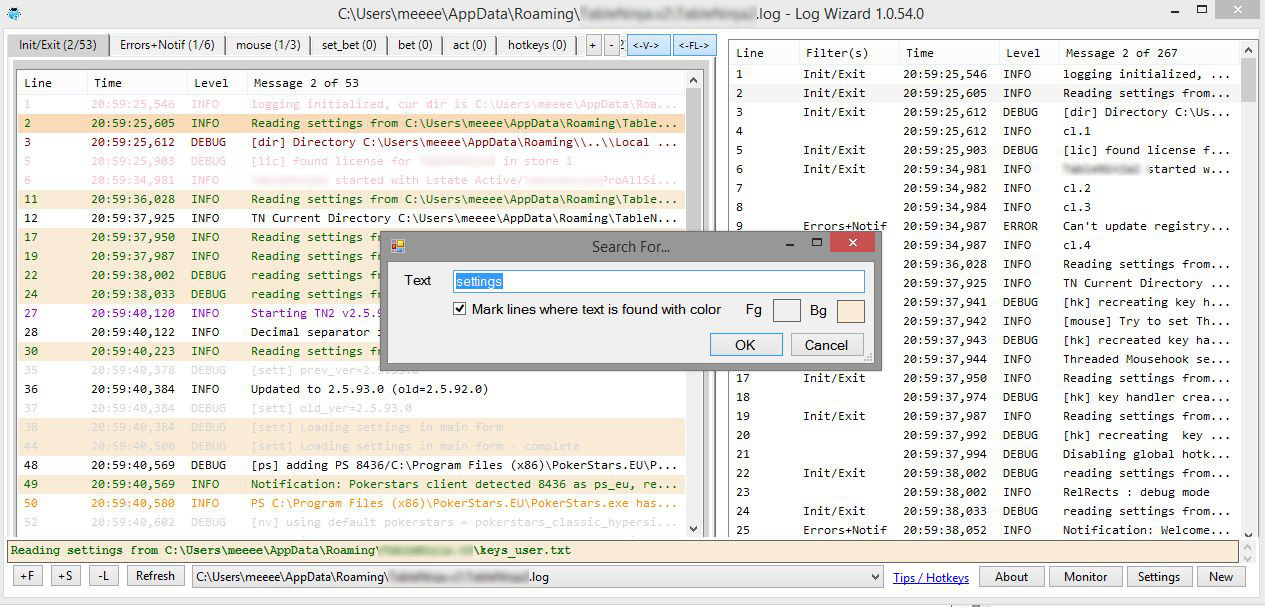 C:\Users\meeee\AppData\Roaming\ .log - Log Wizard 1.0.54.0
Init/Exit (2/53) Errors+Notif (1/6) mouse (1/3) set_bet (0) bet (0) act (0) hotkeys (0) + - <-V-> <-FL->
Line Time Level Message 2 of 53
1 20:59:25,546 INFO logging initialized, cur dir is C:\Users\meeee\AppData\Roa...
2 20:59:25,605 INFO Reading settings from C:\Users\meeee\AppData\Roaming\Table...
3 20:59:25,612 DEBUG [dir] Directory C:\Users\meeee\AppData\Roaming\\..\\Local ...
5 20:59:25,903 DEBUG [lic] found license for in store 1
6 20:59:34,981 INFO started with Lstate Active/ ProAllSi...
11 20:59:36,028 INFO Reading settings from C:\Users\meeee\AppData\Roaming\Table...
12 20:59:37,925 INFO TN Current Directory C:\Users\meeee\AppData\Roaming\TableN...
17 20:59:37,950 INFO Reading settings f
19 20:59:37,987 INFO Reading settings f
22 20:59:38,002 DEBUG reading settings f
24 20:59:38,033 DEBUG reading settings f
27 20:59:40,120 INFO Starting TN2 v2.5.9
28 20:59:40,122 INFO Decimal separator
30 20:59:40,223 INFO Reading settings f
35 20:59:40,378 DEBUG [sett] prev_ver=2.5.93.0
36 20:59:40,384 INFO Updated to 2.5.93.0 (old=2.5.92.0)
37 20:59:40,384 DEBUG [sett] old_ver=2.5.93.0
38 20:59:40,384 DEBUG [sett] Loading settings in main form
44 20:59:40,500 DEBUG [sett] Loading settings in main form - complete
48 20:59:40,569 DEBUG [ps] adding PS 8436/C:\Program Files (x86)\PokerStars.EU\P...
49 20:59:40,569 INFO Notification: Pokerstars client detected 8436 as ps_eu, re...
50 20:59:40,580 INFO PS C:\Program Files (x86)\PokerStars.EU\PokerStars.exe has...
52 20:59:40,602 DEBUG [nv] using default pokerstars = pokerstars_classic_hypersi...
Search For...
Text settings
Mark lines where text is found with color Fg Bg
OK Cancel
Line Filter(s) Time Level Message 2 of 267
1 Init/Exit 20:59:25,546 INFO logging initialized, ...
2 Init/Exit 20:59:25,605 INFO Reading settings from...
3 Init/Exit 20:59:25,612 DEBUG [dir] Directory C:\Us...
4 20:59:25,612 INFO cl.1
5 Init/Exit 20:59:25,903 DEBUG [lic] found license f...
6 Init/Exit 20:59:34,981 INFO started w...
7 20:59:34,982 INFO cl.2
8 20:59:34,984 INFO cl.3
9 Errors+Notif 20:59:34,987 ERROR Can't update registry...
20:59:34,987 INFO cl.4
20:59:36,028 INFO Reading settings from...
20:59:37,925 INFO TN Current Directory ...
20:59:37,941 DEBUG [hk] recreating key h...
20:59:37,942 INFO [mouse] Try to set Th...
20:59:37,943 DEBUG [hk] recreated key ha...
20:59:37,944 INFO Threaded Mousehook se...
17 Init/Exit 20:59:37,950 INFO Reading settings from...
18 20:59:37,974 DEBUG [hk] key handler crea...
19 Init/Exit 20:59:37,987 INFO Reading settings from...
20 20:59:37,992 DEBUG [hk] recreating key ...
21 20:59:37,994 DEBUG Disabling global hotk...
22 Init/Exit 20:59:38,002 DEBUG reading settings from...
23 20:59:38,002 INFO RelRects : debug mode
24 Init/Exit 20:59:38,033 DEBUG reading settings from...
25 Errors+Notif 20:59:38,052 INFO Notification: Welcome...
Reading settings from C:\Users\meeee\AppData\Roaming\ \keys_user.txt
+F +S -L Refresh C:\Users\meeee\AppData\Roaming\ .log Tips / Hotkeys About Monitor Settings New